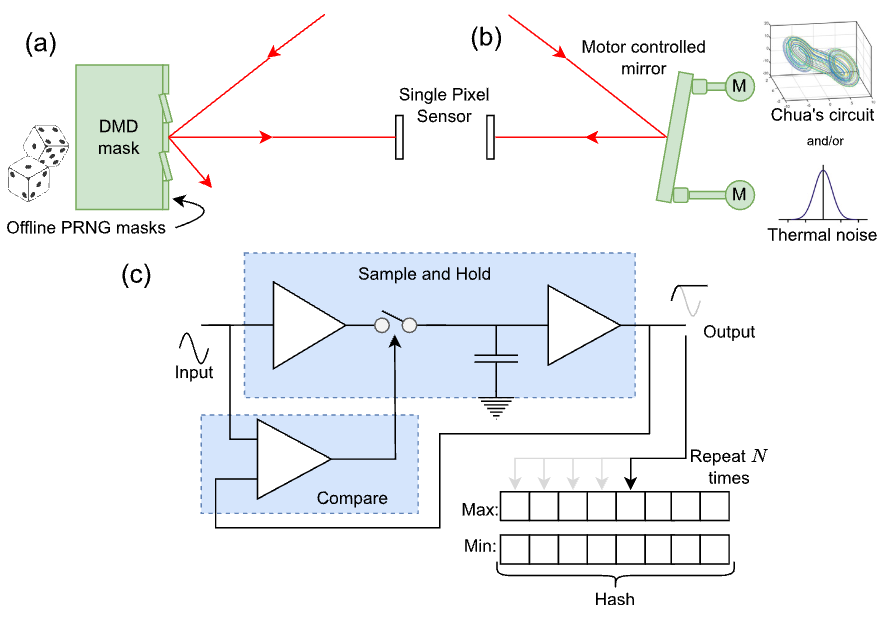 (a)
DMD
mask
Offline PRNG masks
Single Pixel
Sensor
(b)
Motor controlled
mirror
M
M
Chua's circuit
and/or
Thermal noise
(c)
Sample and Hold
Input
Output
Compare
Repeat N
times
Max:
Min:
Hash